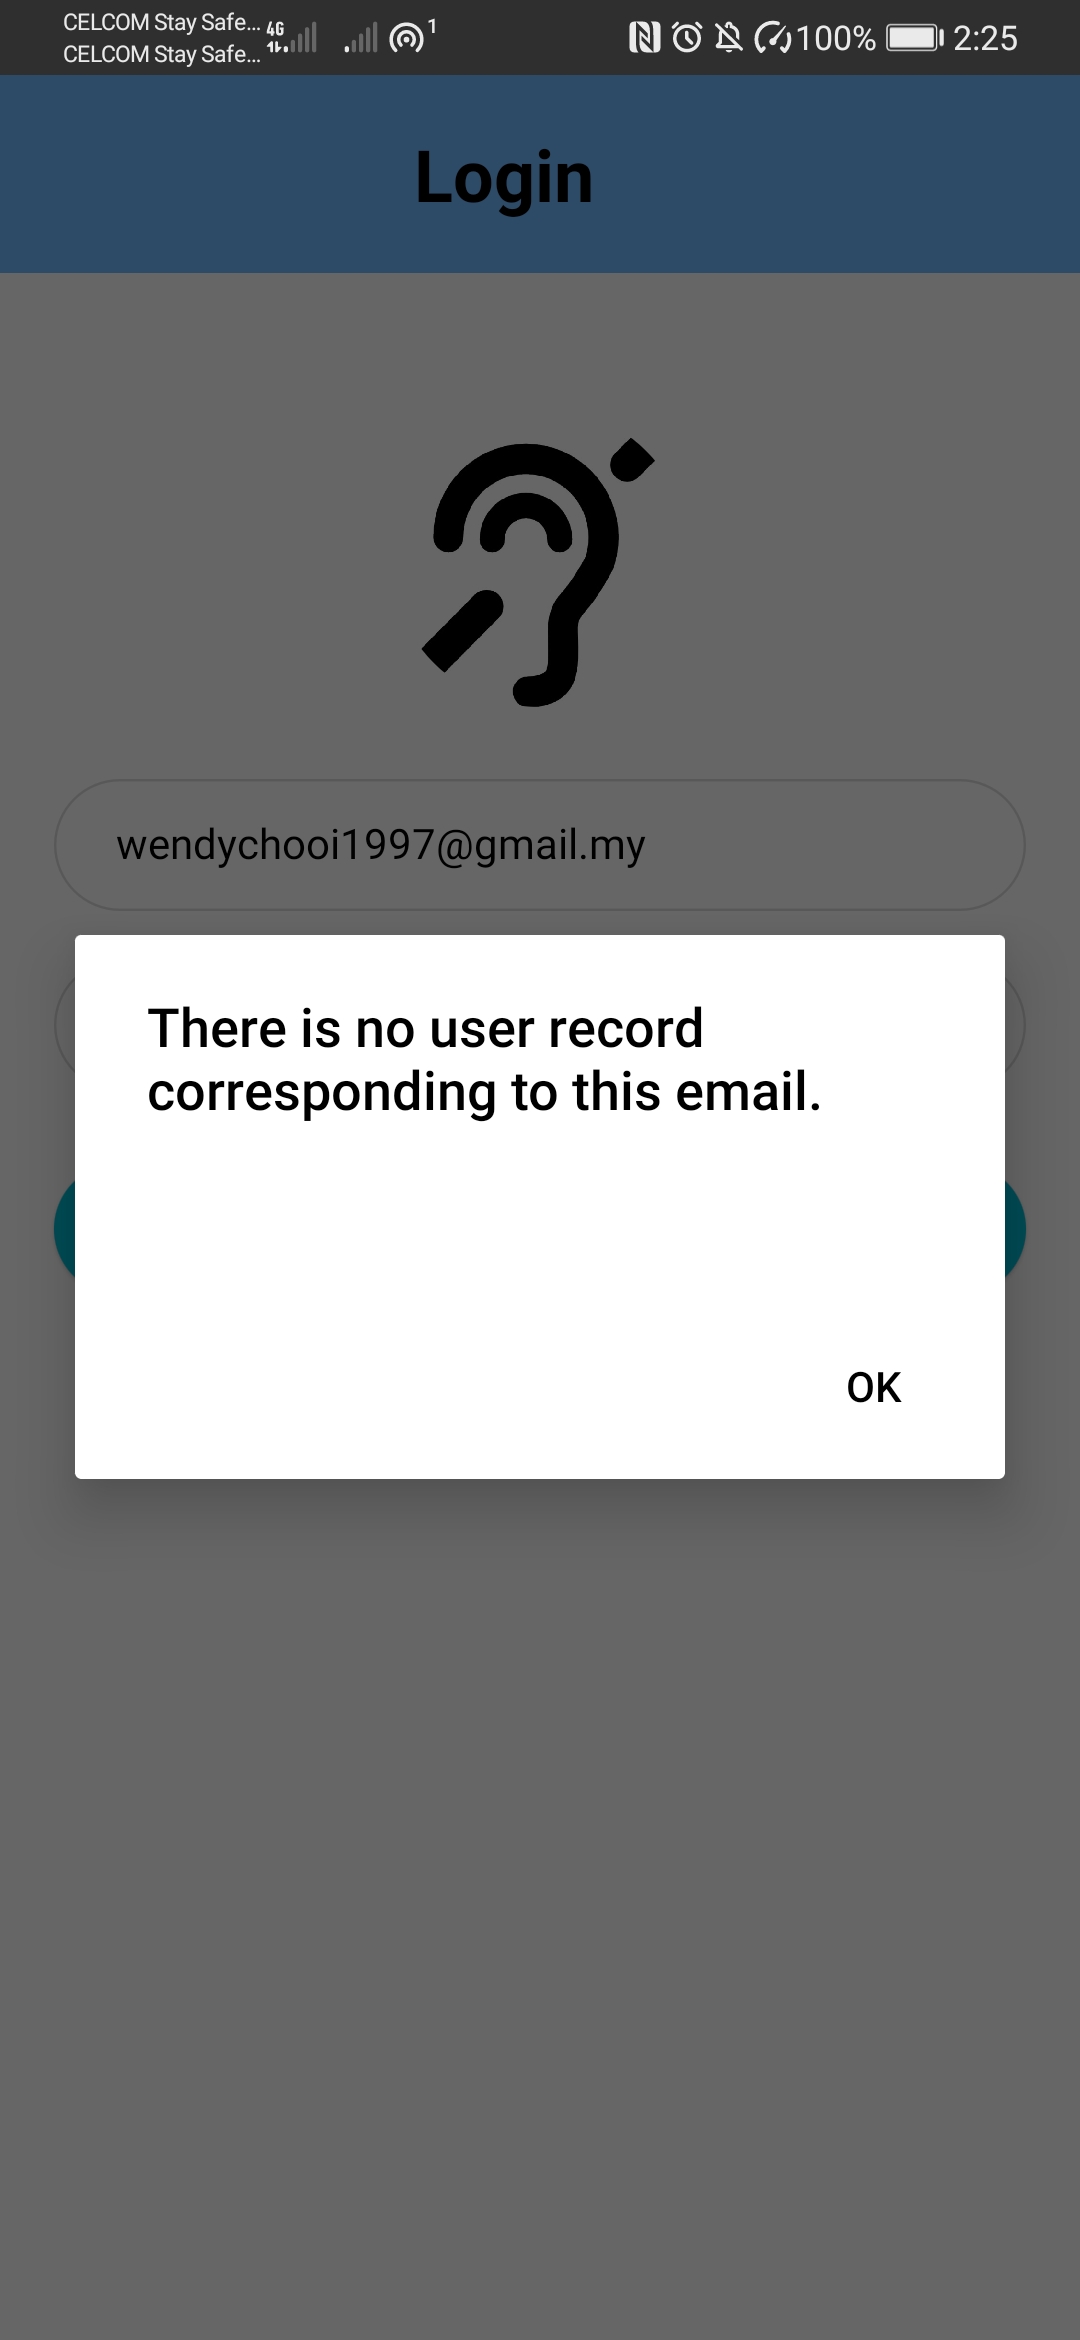 CELCOM Stay Safe...
CELCOM Stay Safe...
4G
1
100%
2:25
Login
wendychooi1997@gmail.my
There is no user record
corresponding to this email.
OK